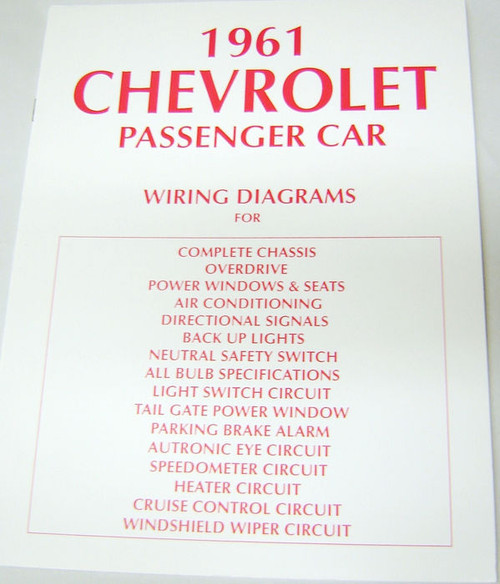 1961
CHEVROLET
PASSENGER CAR
WIRING DIAGRAMS
FOR
COMPLETE CHASSIS
OVERDRIVE
POWER WINDOWS & SEATS
AIR CONDITIONING
DIRECTIONAL SIGNALS
BACK UP LIGHTS
NEUTRAL SAFETY SWITCH
ALL BULB SPECIFICATIONS
LIGHT SWITCH CIRCUIT
TAIL GATE POWER WINDOW
PARKING BRAKE ALARM
AUTRONIC EYE CIRCUIT
SPEEDOMETER CIRCUIT
HEATER CIRCUIT
CRUISE CONTROL CIRCUIT
WINDSHIELD WIPER CIRCUIT